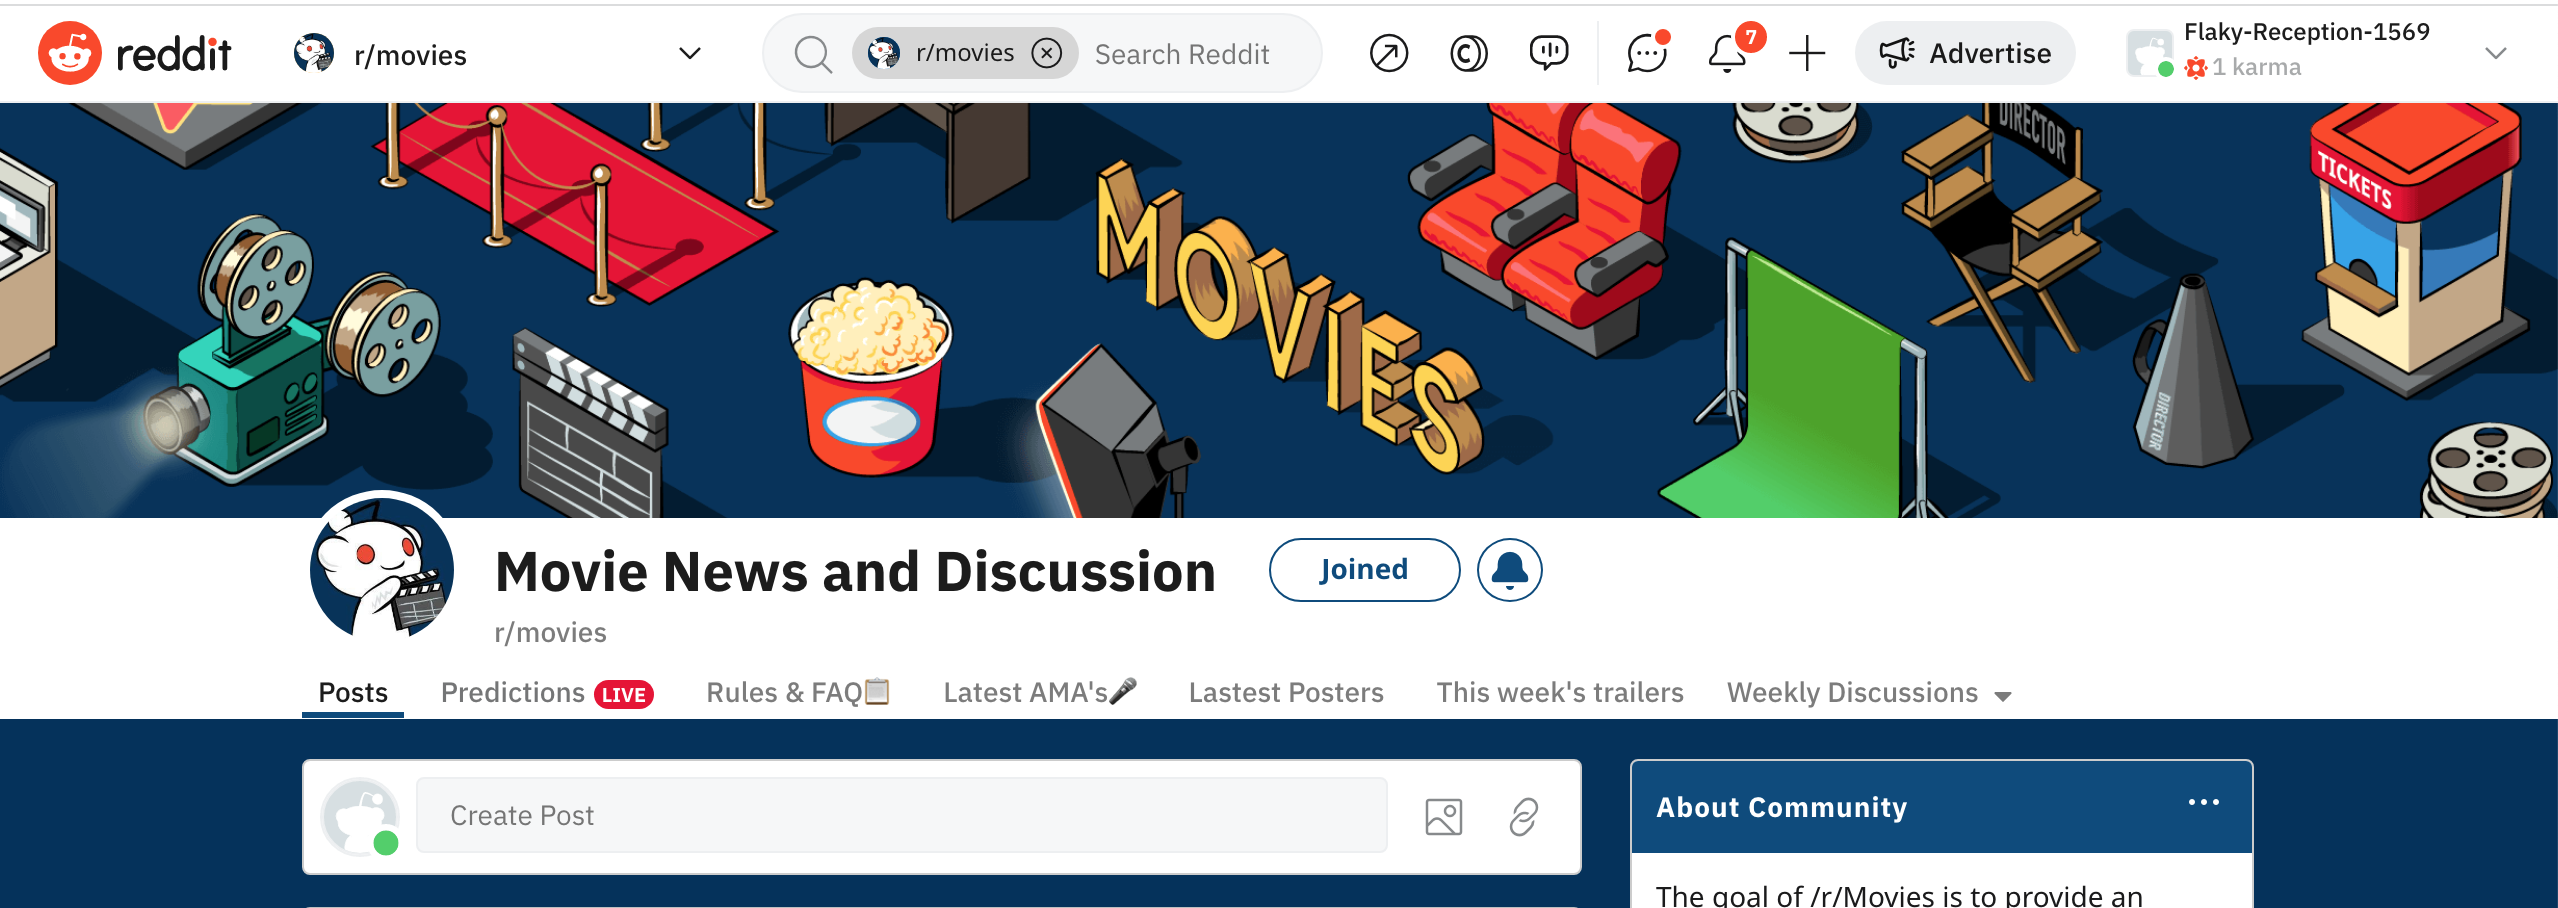 reddit
r/movies
r/movies
Search Reddit
7
Advertise
Flaky-Reception-1569
1 karma
DIRECTOR
TICKETS
MOVIES
DIRECTOR
Movie News and Discussion
Joined
r/movies
Posts
Predictions LIVE
Rules & FAQ📋
Latest AMA's🎤
Lastest Posters
This week's trailers
Weekly Discussions
Create Post
About Community
The goal of /r/Movies is to provide an